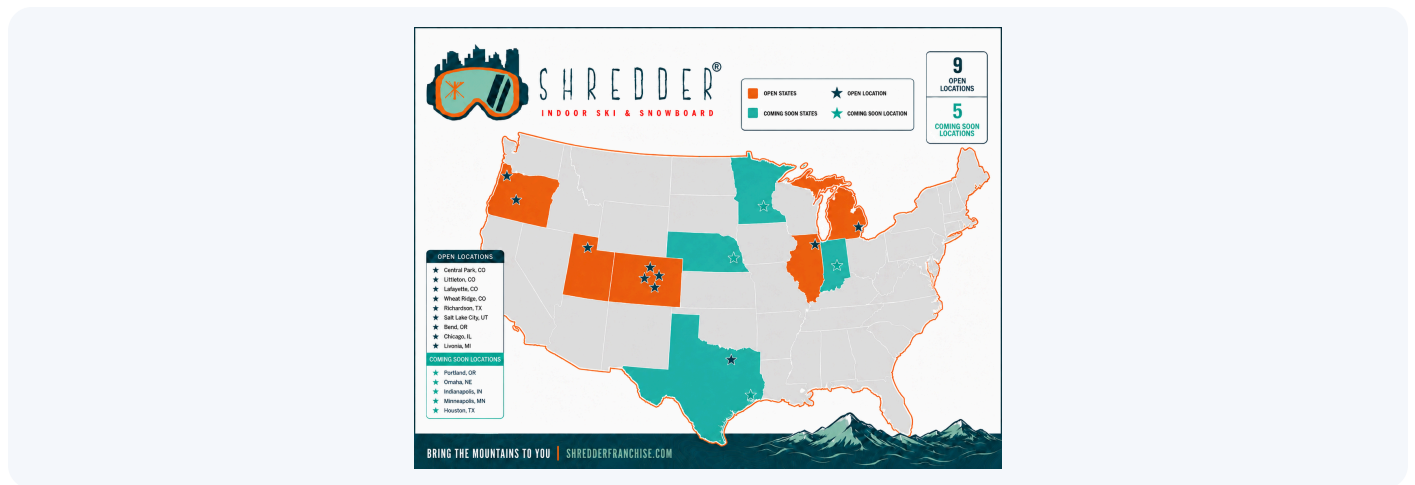 SHREDDER®
INDOOR SKI & SNOWBOARD
OPEN STATES
OPEN LOCATION
COMING SOON STATES
COMING SOON LOCATION
9
OPEN
LOCATIONS
5
COMING SOON
LOCATIONS
OPEN LOCATIONS
Central Park, CO
Littleton, CO
Lafayette, CO
Wheat Ridge, CO
Richardson, TX
Salt Lake City, UT
Bend, OR
Chicago, IL
Livonia, MI
COMING SOON LOCATIONS
Portland, OR
Omaha, NE
Indianapolis, IN
Minneapolis, MN
Houston, TX
BRING THE MOUNTAINS TO YOU | SHREDDERFRANCHISE.COM